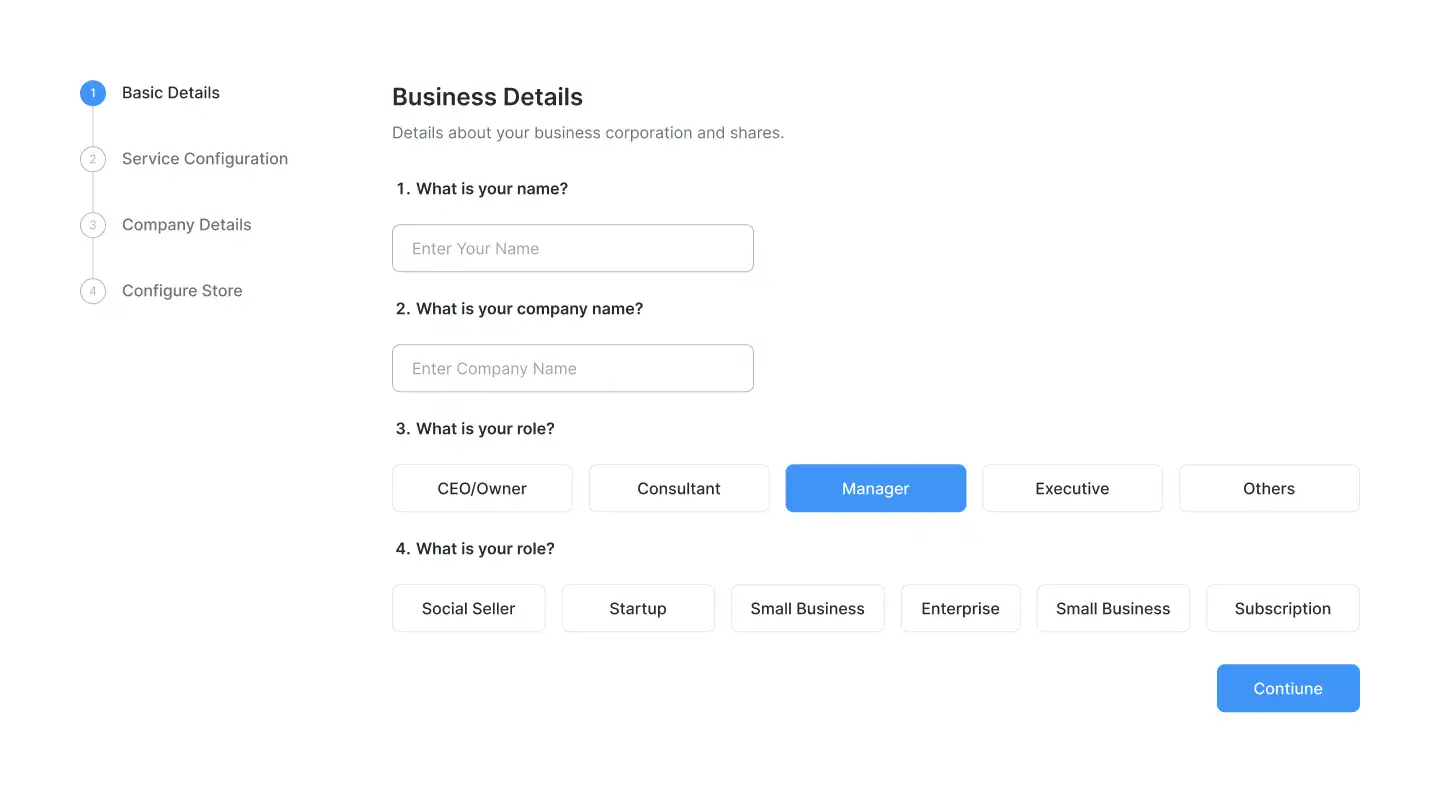 1 Basic Details
2 Service Configuration
3 Company Details
4 Configure Store
Business Details
Details about your business corporation and shares.
1. What is your name?
Enter Your Name
2. What is your company name?
Enter Company Name
3. What is your role?
CEO/Owner Consultant Manager Executive Others
4. What is your role?
Social Seller Startup Small Business Enterprise Small Business Subscription
Contiune